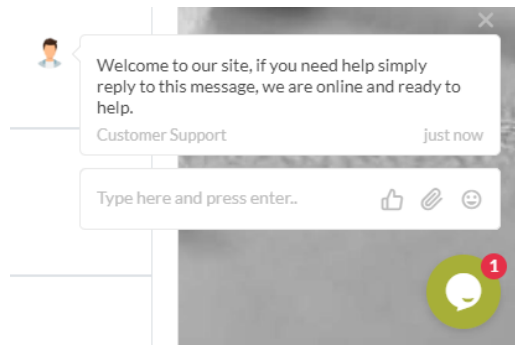 Welcome to our site, if you need help simply
reply to this message, we are online and ready to
help.
Customer Support just now
Type here and press enter..
1